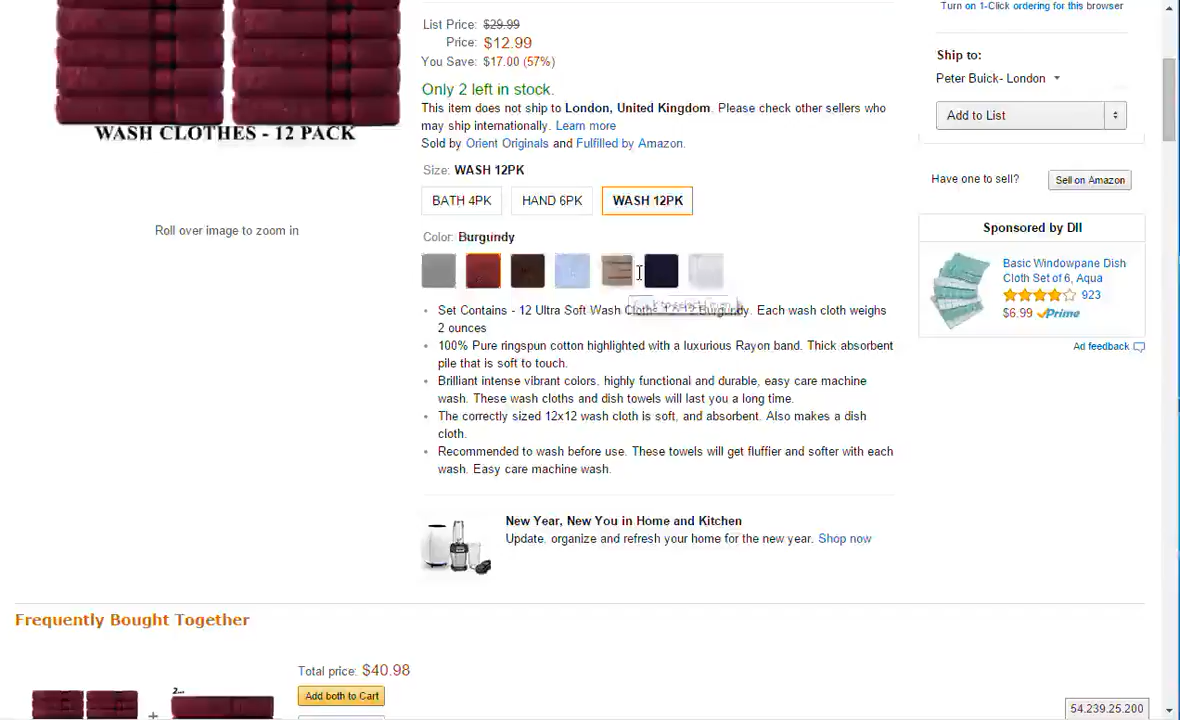 Turn on 1-Click ordering for this browser
List Price: $29.99
Price: $12.99
You Save: $17.00 (57%)
Only 2 left in stock.
This item does not ship to London, United Kingdom. Please check other sellers who
may ship internationally. Learn more
Sold by Orient Originals and Fulfilled by Amazon.
Size: WASH 12PK
BATH 4PK HAND 6PK WASH 12PK
Color: Burgundy
Set Contains - 12 Ultra Soft Wash Cloths 12x12 Burgundy. Each wash cloth weighs
2 ounces
100% Pure ringspun cotton highlighted with a luxurious Rayon band. Thick absorbent
pile that is soft to touch.
Brilliant intense vibrant colors. highly functional and durable, easy care machine
wash. These wash cloths and dish towels will last you a long time.
The correctly sized 12x12 wash cloth is soft, and absorbent. Also makes a dish
cloth.
Recommended to wash before use. These towels will get fluffier and softer with each
wash. Easy care machine wash.
WASH CLOTHES - 12 PACK
Roll over image to zoom in
Ship to:
Peter Buick- London
Add to List
Have one to sell?
Sell on Amazon
Sponsored by DII
Basic Windowpane Dish
Cloth Set of 6, Aqua
923
$6.99 Prime
Ad feedback
New Year, New You in Home and Kitchen
Update. organize and refresh your home for the new year. Shop now
Frequently Bought Together
Total price: $40.98
Add both to Cart
2...
+
54.239.25.200